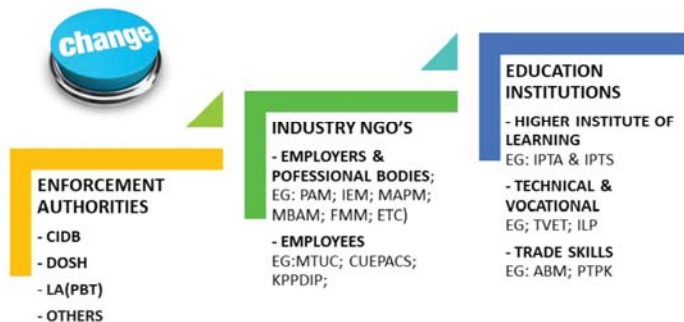 change
ENFORCEMENT
AUTHORITIES
- CIDB
- DOSH
- LA(PBT)
- OTHERS
INDUSTRY NGO'S
- EMPLOYERS &
POFESSIONAL BODIES;
EG: PAM; IEM; MAPM;
MBAM; FMM; ETC)
- EMPLOYEES
EG:MTUC; CUEPACS;
KPPDIP;
EDUCATION
INSTITUTIONS
- HIGHER INSTITUTE OF
LEARNING
EG: IPTA & IPTS
- TECHNICAL &
VOCATIONAL
EG; TVET; ILP
- TRADE SKILLS
EG: ABM; PTPK